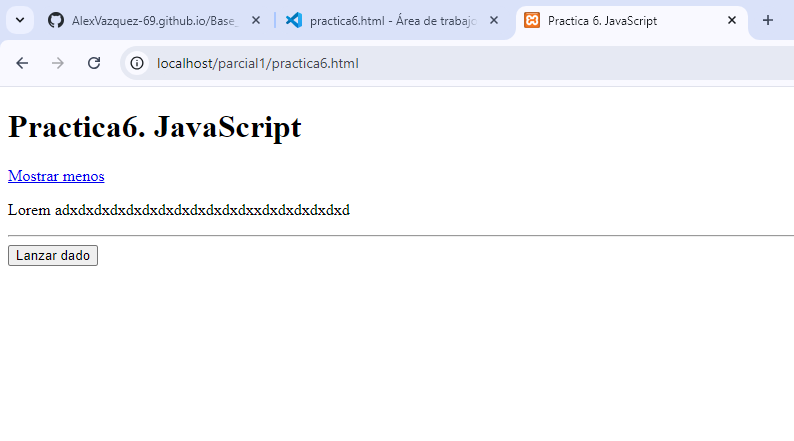 AlexVazquez-69.github.io/Base_
practica6.html - Área de trabajo
Practica 6. JavaScript
localhost/parcial1/practica6.html
Practica6. JavaScript
Mostrar menos
Lorem adxdxdxdxdxdxdxdxdxdxdxdxxdxdxdxdxdxd
Lanzar dado